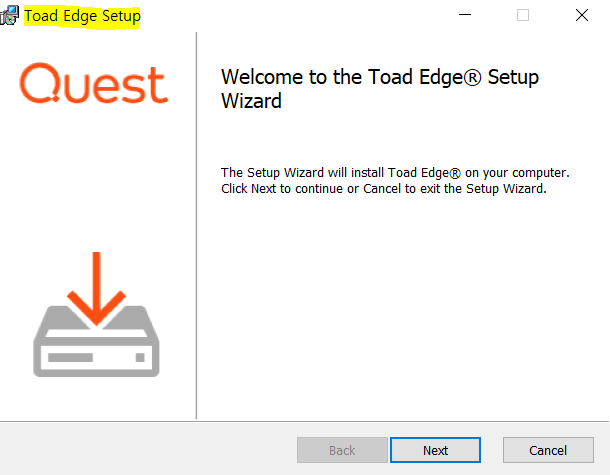 Toad Edge Setup
Quest
Welcome to the Toad Edge® Setup
Wizard
The Setup Wizard will install Toad Edge® on your computer.
Click Next to continue or Cancel to exit the Setup Wizard.
Back
Next
Cancel